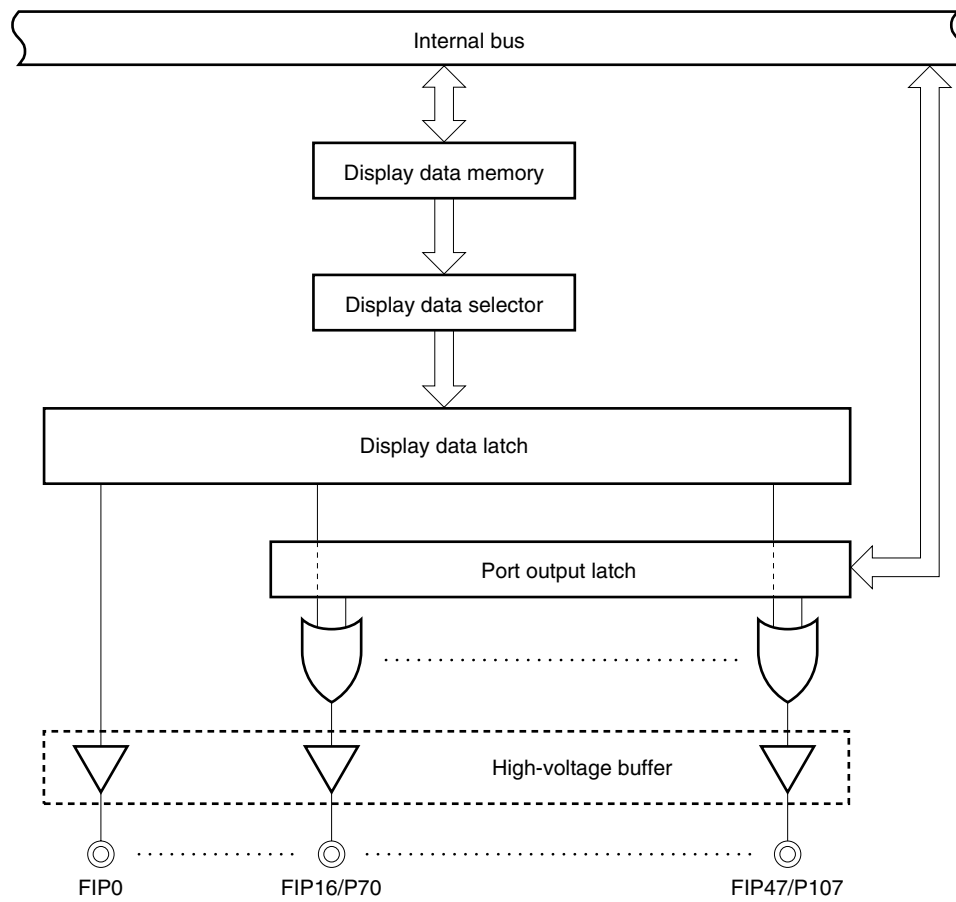 Internal bus
Display data memory
Display data selector
Display data latch
Port output latch
High-voltage buffer
FIP0
FIP16/P70
FIP47/P107